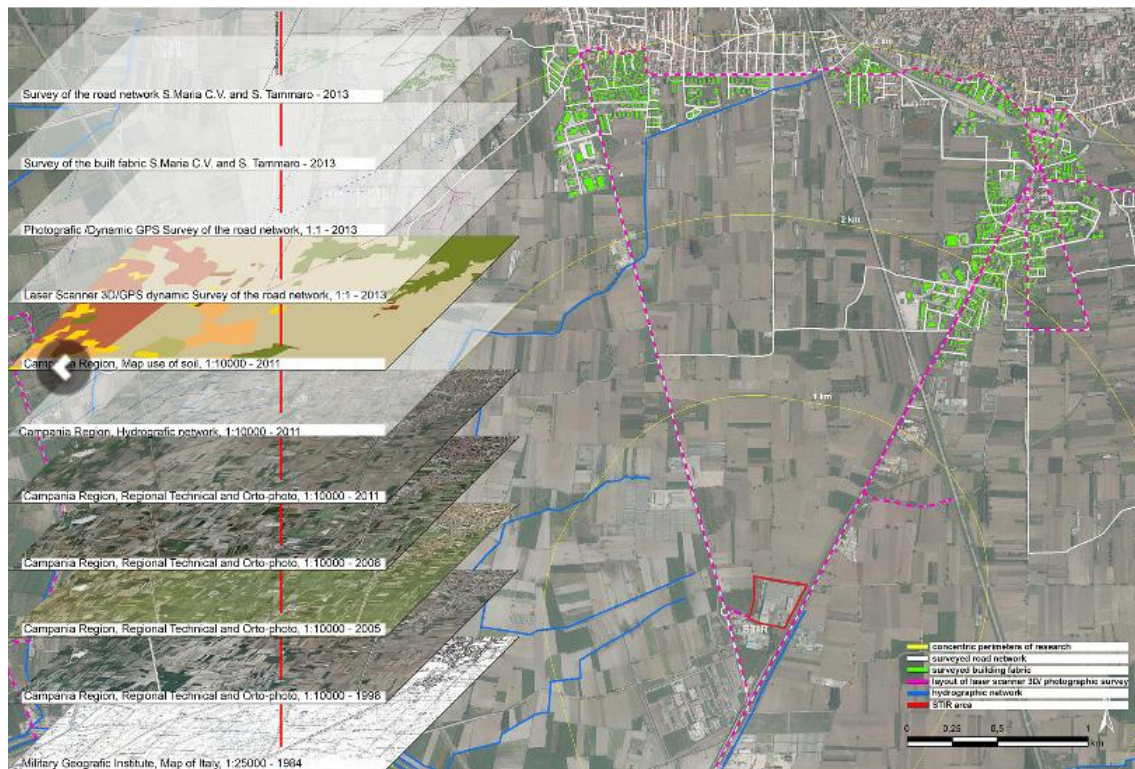 Survey of the road network S.Maria C.V. and S. Tammaro - 2013
Survey of the built fabric S.Maria C.V. and S. Tammaro - 2013
Photografic /Dynamic GPS Survey of the road network, 1:1 - 2013
Laser Scanner 3D/GPS dynamic Survey of the road network, 1:1 - 2013
Campania Region, Map use of soil, 1:10000 - 2011
Campania Region, Hydrografic network, 1:10000 - 2011
Campania Region, Regional Technical and Orto-photo, 1:10000 - 2011
Campania Region, Regional Technical and Orto-photo, 1:10000 - 2008
Campania Region, Regional Technical and Orto-photo, 1:10000 - 2005
Campania Region, Regional Technical and Orto-photo, 1:10000 - 1998
Military Geografic Institute, Map of Italy, 1:25000 - 1984
2 km
1 km
STIR
concentric perimeters of research
surveyed road network
surveyed building fabric
layout of laser scanner 3D/ photographic survey
hydrographic network
STIR area
0 0,25 0,5 1
km